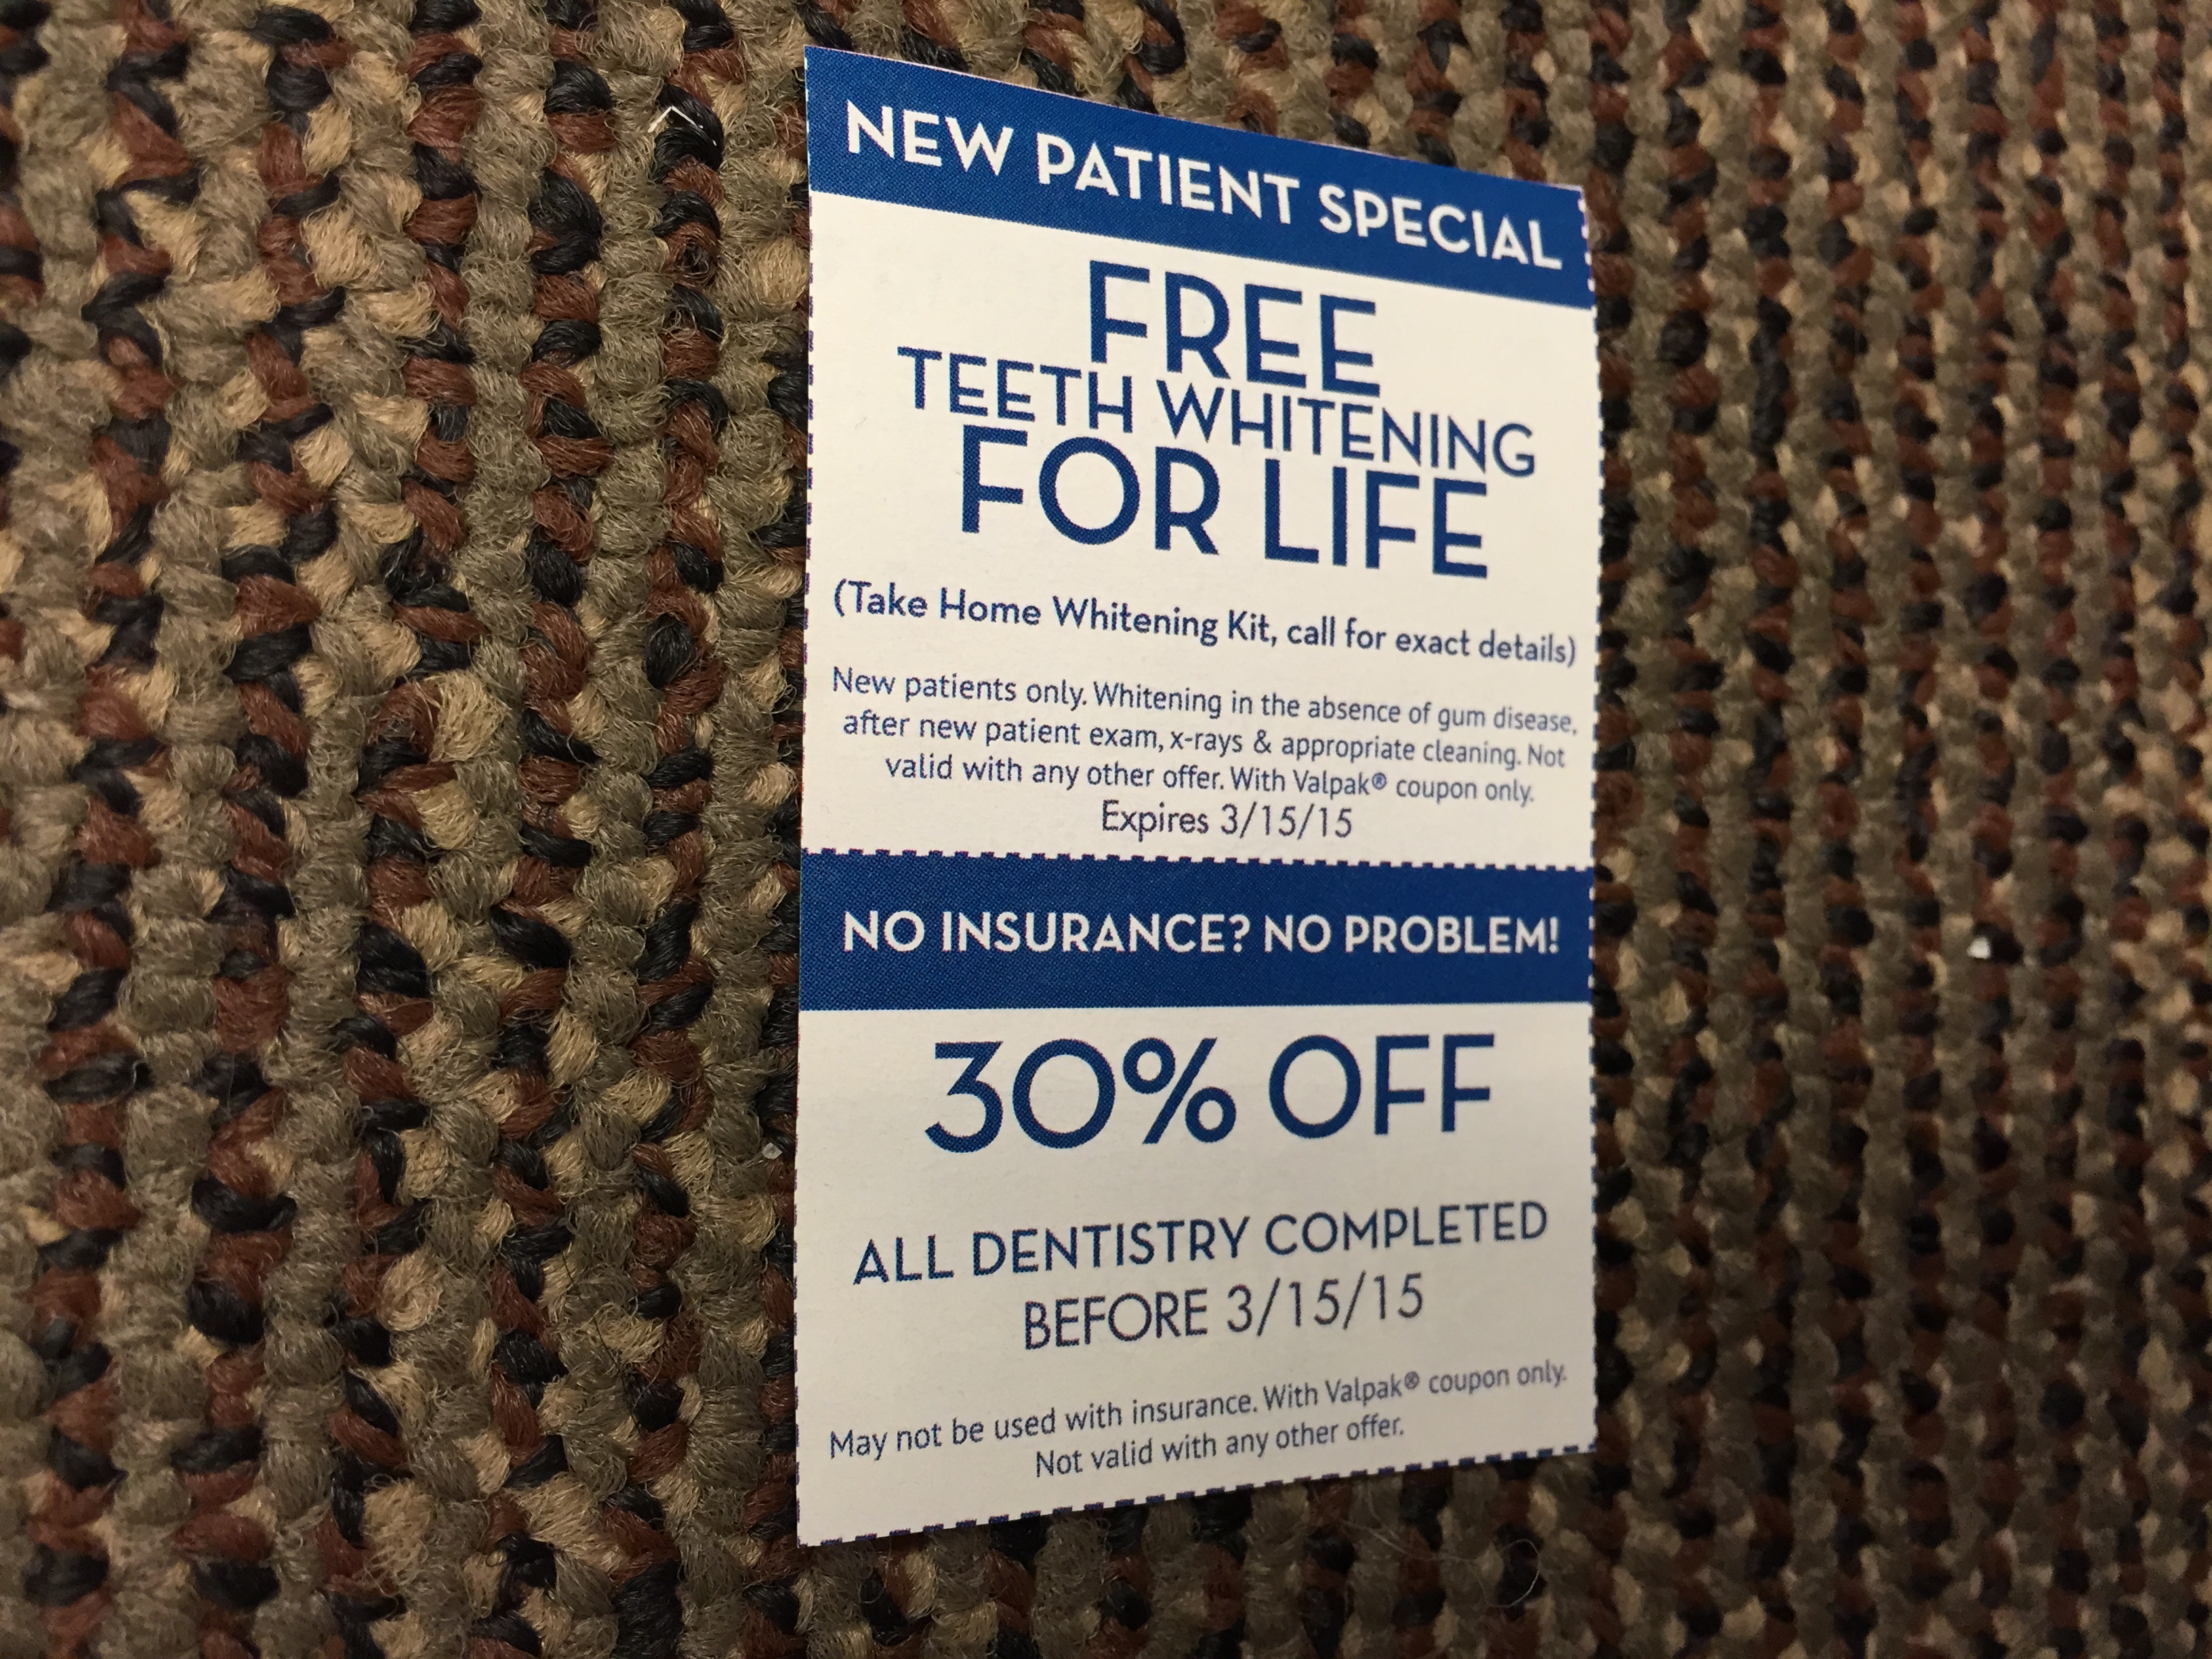 NEW PATIENT SPECIAL
FREE
TEETH WHITENING
FOR LIFE
(Take Home Whitening Kit, call for exact details)
New patients only. Whitening in the absence of gum disease,
after new patient exam, x-rays & appropriate cleaning. Not
valid with any other offer. With Valpak® coupon only.
Expires 3/15/15
NO INSURANCE? NO PROBLEM!
30% OFF
ALL DENTISTRY COMPLETED
BEFORE 3/15/15
May not be used with insurance. With Valpak® coupon only.
Not valid with any other offer.